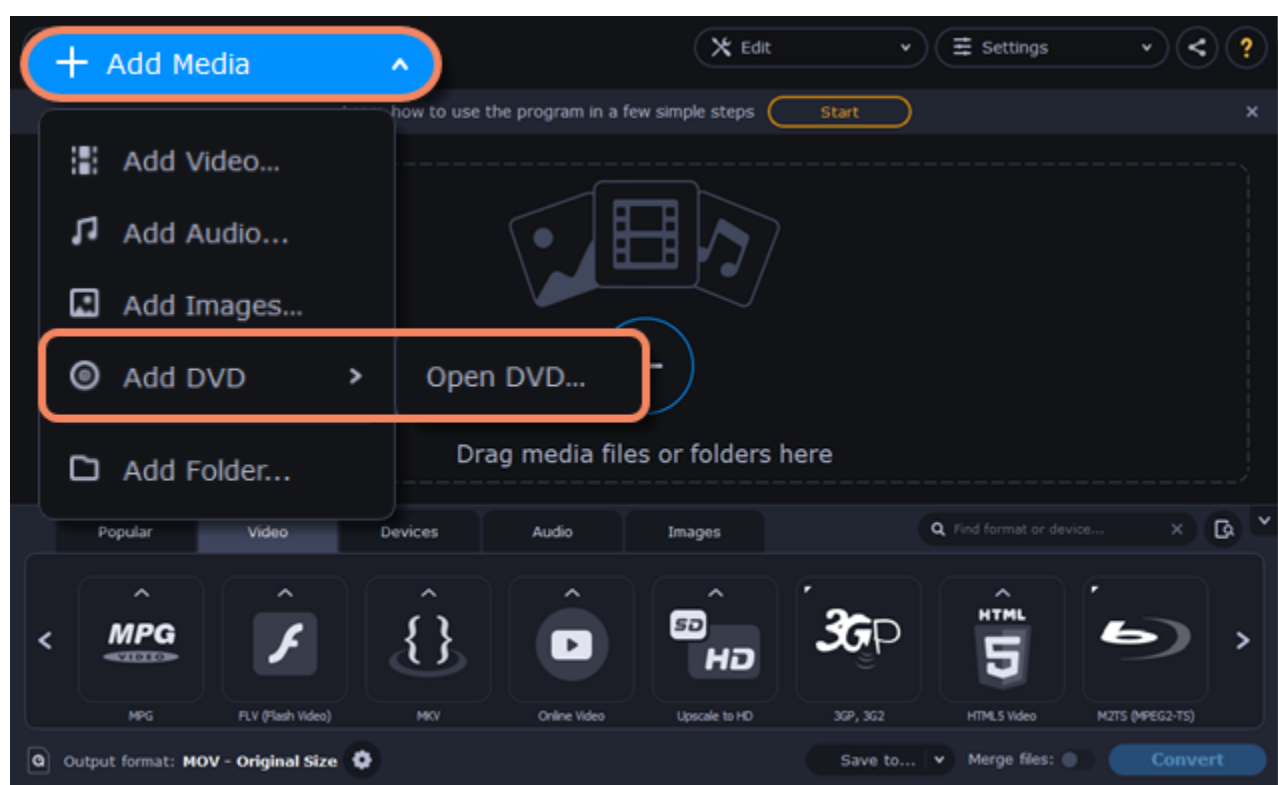 Add Media
Edit
Settings
?
how to use the program in a few simple steps
Start
Add Video...
Add Audio...
Add Images...
Add DVD
Open DVD...
Add Folder...
Drag media files or folders here
Popular
Video
Devices
Audio
Images
Find format or device...
MPG
VIDEO
SD
HD
3GP
HTML
5
MPG
FLV (Flash Video)
MKV
Online Video
Upscale to HD
3GP, 3G2
HTML5 Video
M2TS (MPEG2-TS)
Output format: MOV - Original Size
Save to...
Merge files:
Convert